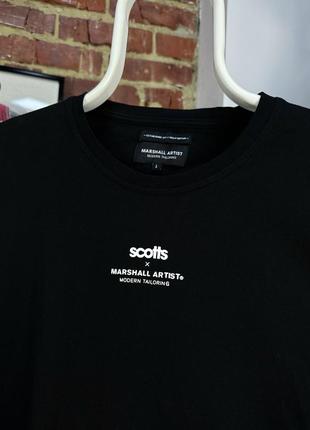 MARSHALL ARTIST
MODERN TAILORING
scotts
×
MARSHALL ARTIST®
MODERN TAILORING